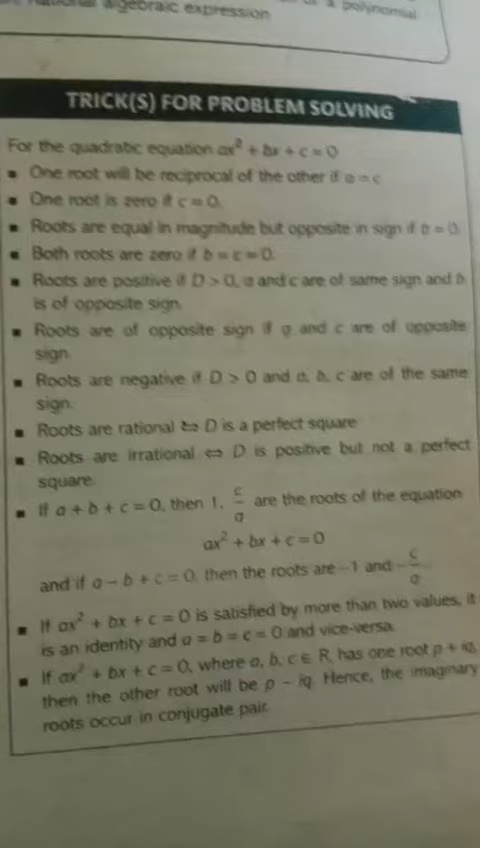 algebraic expression
a polynomial
TRICK(S) FOR PROBLEM SOLVING
For the quadratic equation ax² + bx + c = 0
▪ One root will be reciprocal of the other if a = c
▪ One root is zero if c = 0.
▪ Roots are equal in magnitude but opposite in sign if b = 0.
▪ Both roots are zero if b = c = 0.
▪ Roots are positive if D > 0, a and c are of same sign and b
is of opposite sign.
▪ Roots are of opposite sign if a and c are of opposite
sign
▪ Roots are negative if D > 0 and a, b, c are of the same
sign.
▪ Roots are rational ⇔ D is a perfect square
▪ Roots are irrational ⇔ D is positive but not a perfect
square.
▪ If a + b + c = 0, then 1, c/a are the roots of the equation
ax² + bx + c = 0
and if a – b + c = 0, then the roots are –1 and –c/a
▪ If ax² + bx + c = 0 is satisfied by more than two values, it
is an identity and a = b = c = 0 and vice-versa.
▪ If ax² + bx + c = 0, where a, b, c ∈ R, has one root p + iq,
then the other root will be p – iq. Hence, the imaginary
roots occur in conjugate pair.